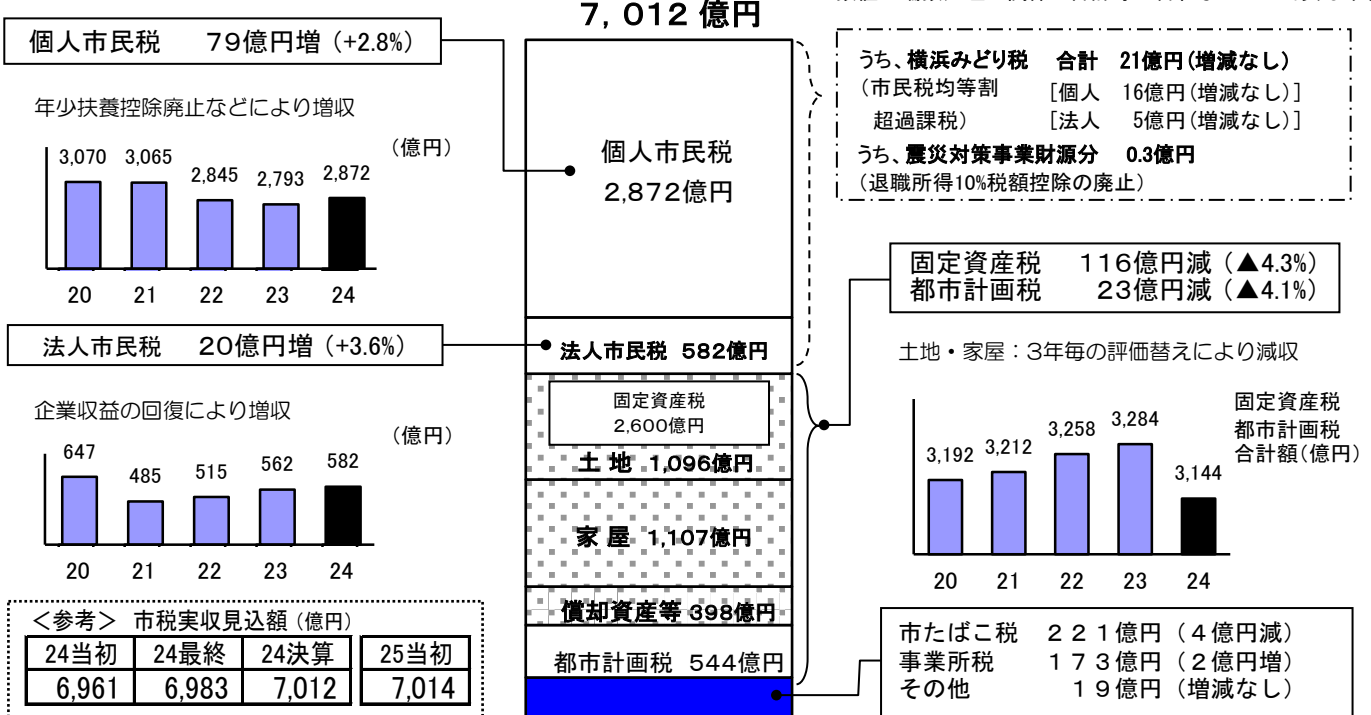 7,012億円
個人市民税 79億円増 (+2.8%)
年少扶養控除廃止などにより増収
(億円)
3,070 3,065 2,845 2,793 2,872
20 21 22 23 24
法人市民税 20億円増 (+3.6%)
企業収益の回復により増収
(億円)
647 485 515 562 582
20 21 22 23 24
<参考> 市税実収見込額(億円)
24当初 24最終 24決算 25当初
6,961 6,983 7,012 7,014
個人市民税
2,872億円
法人市民税 582億円
固定資産税
2,600億円
土地 1,096億円
家屋 1,107億円
償却資産等 398億円
都市計画税 544億円
うち、横浜みどり税 合計 21億円(増減なし)
(市民税均等割 [個人 16億円(増減なし)]
超過課税) [法人 5億円(増減なし)]
うち、震災対策事業財源分 0.3億円
(退職所得10%税額控除の廃止)
固定資産税 116億円減 (▲4.3%)
都市計画税 23億円減 (▲4.1%)
土地・家屋:3年毎の評価替えにより減収
固定資産税
都市計画税
合計額(億円)
3,192 3,212 3,258 3,284 3,144
20 21 22 23 24
市たばこ税 221億円 (4億円減)
事業所税 173億円 (2億円増)
その他 19億円 (増減なし)